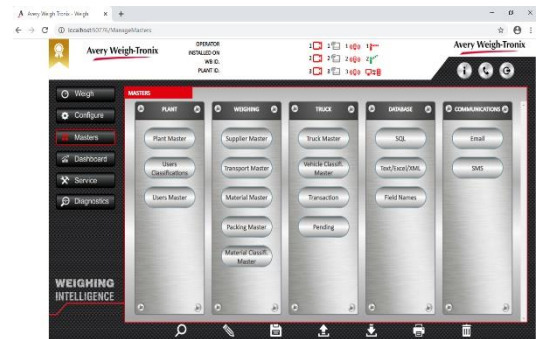 Avery Weigh-Tronix - Weigh
localhost:50776/ManageMasters
Avery Weigh-Tronix
OPERATOR
INSTALLED ON
WB ID.
PLANT ID.
Avery Weigh-Tronix
Weigh
Configure
Masters
Dashboard
Service
Diagnostics
WEIGHING
INTELLIGENCE
MASTERS
PLANT
Plant Master
Users
Classifications
Users Master
WEIGHING
Supplier Master
Transport Master
Material Master
Packing Master
Material Classifi.
Master
TRUCK
Truck Master
Vehicle Classifi.
Master
Transaction
Pending
DATABASE
SQL
Text/Excel/XML
Field Names
COMMUNICATIONS
Email
SMS